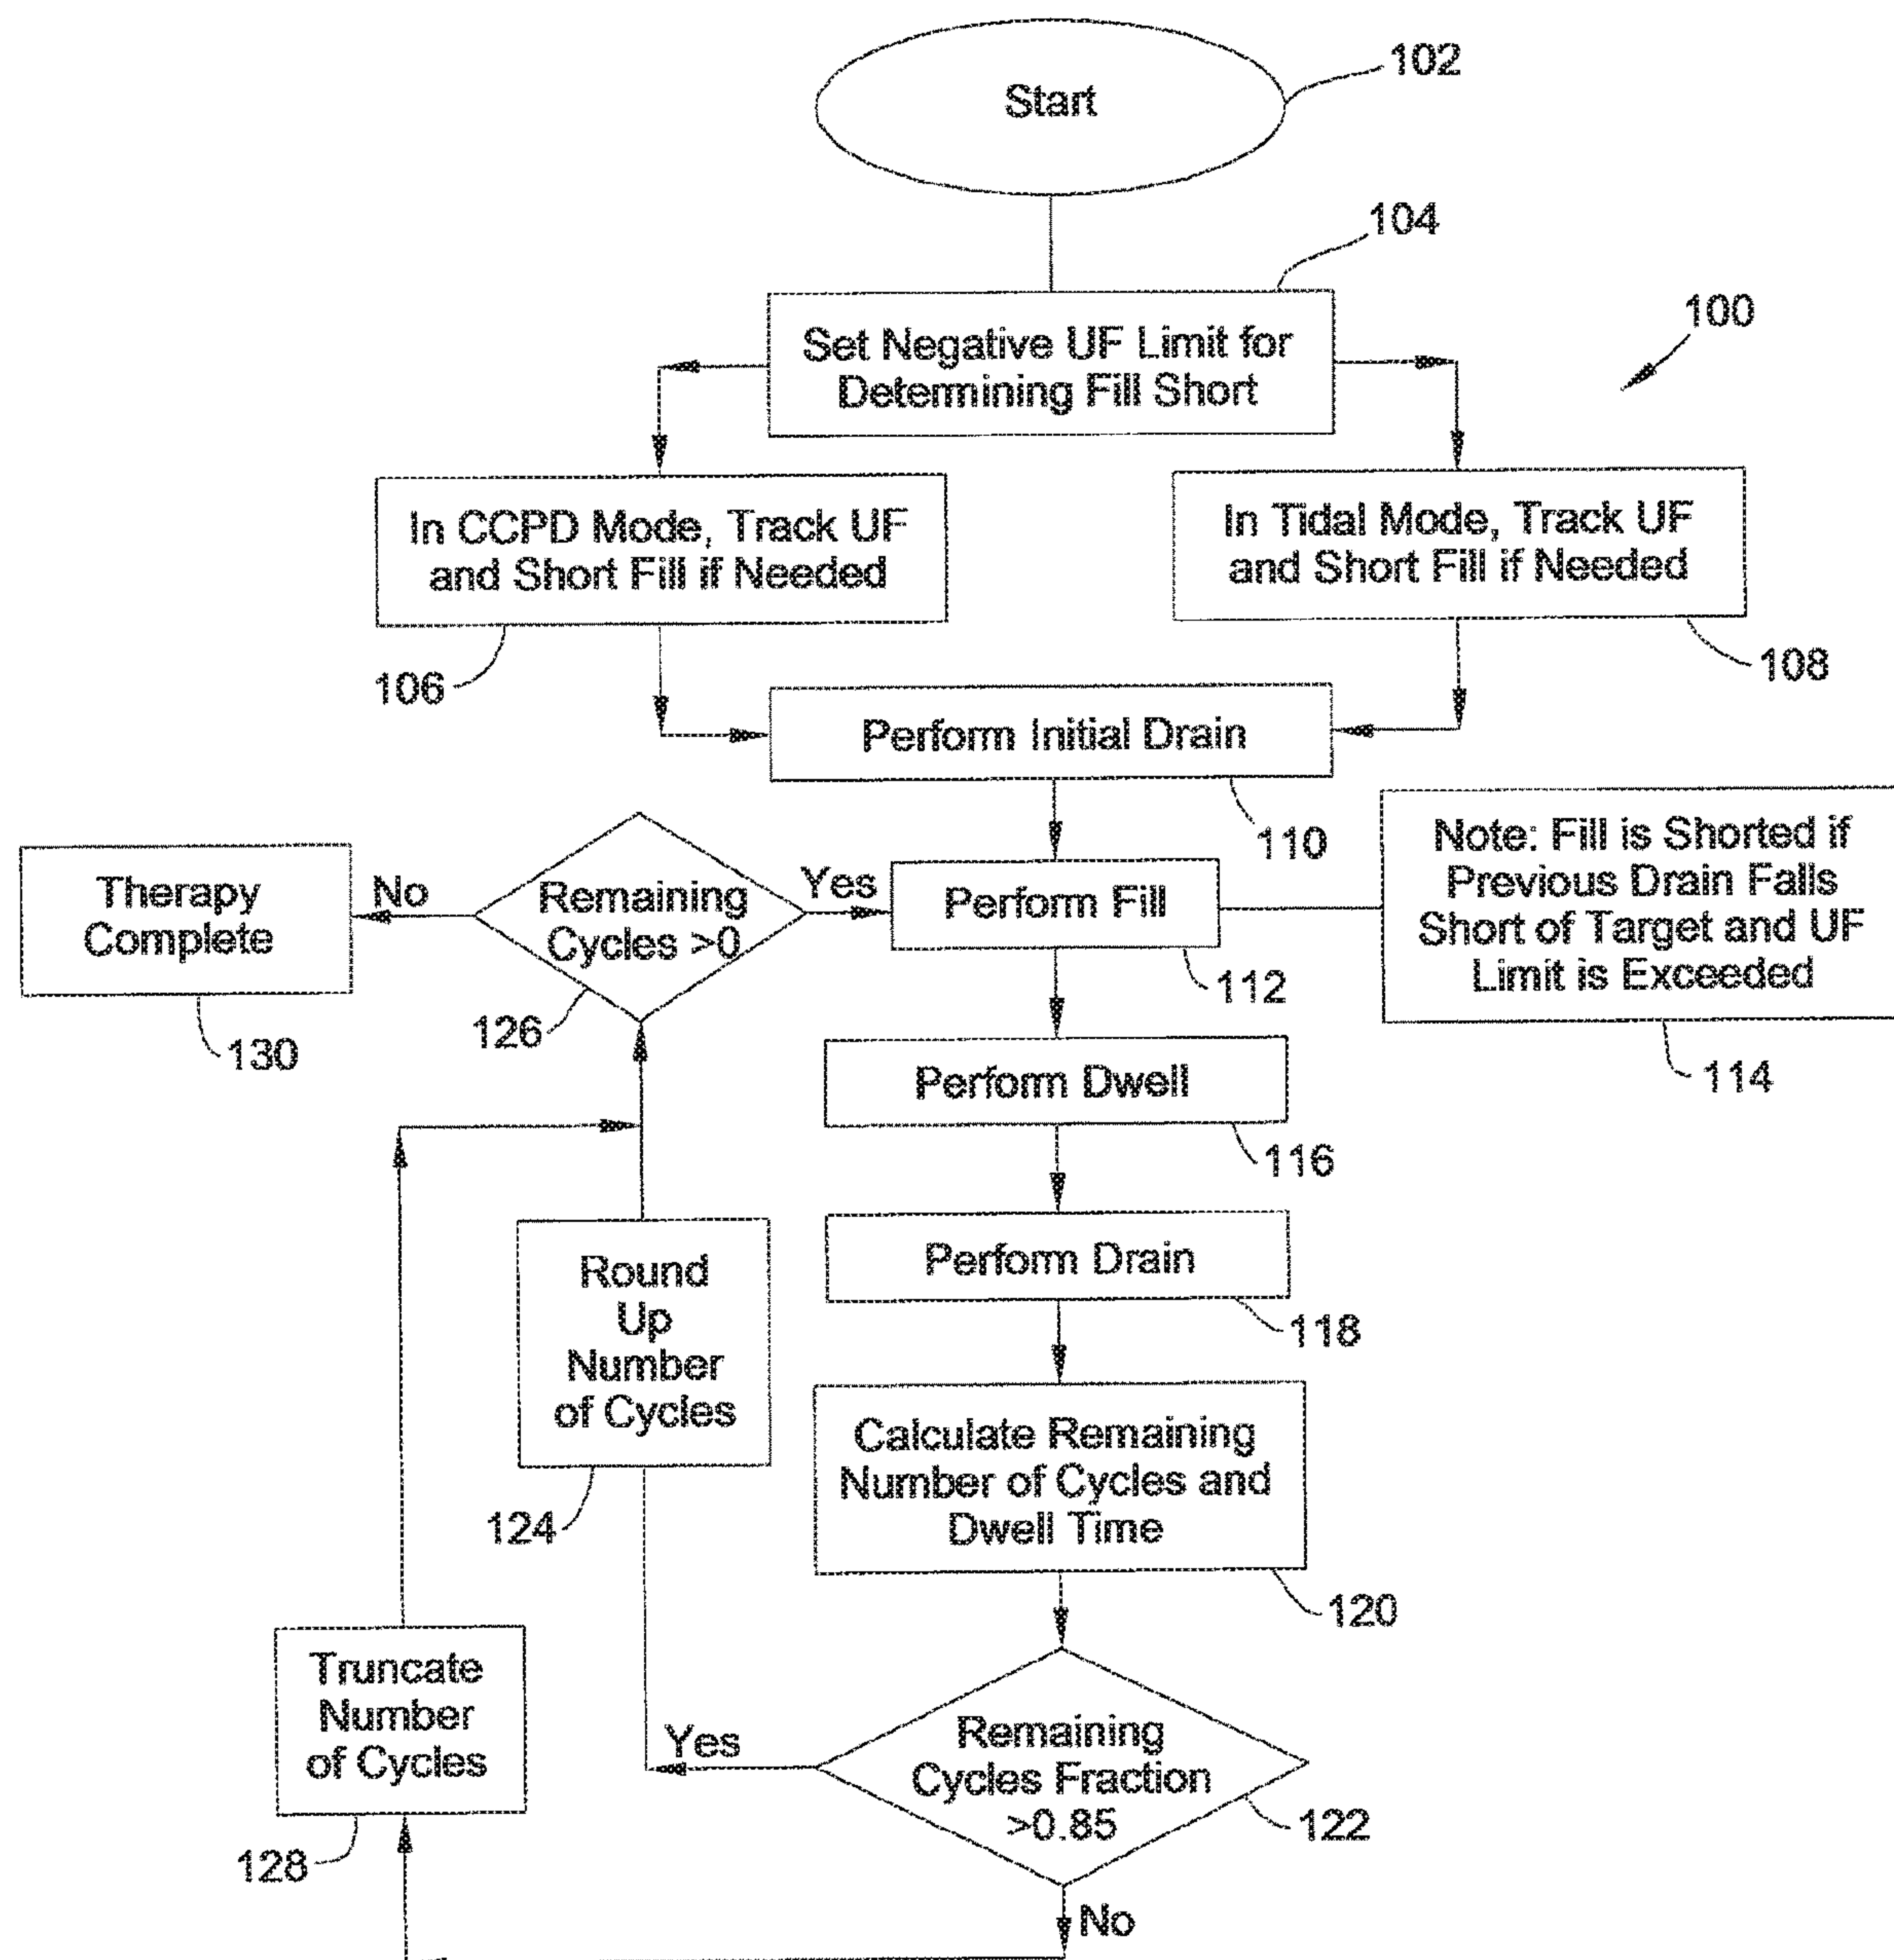 Start
102
104
Set Negative UF Limit for
Determining Fill Short
100
In CCPD Mode, Track UF
and Short Fill if Needed
106
In Tidal Mode, Track UF
and Short Fill if Needed
108
Perform Initial Drain
110
Note: Fill is Shorted if
Previous Drain Falls
Short of Target and UF
Limit is Exceeded
114
Therapy
Complete
130
No
Remaining
Cycles >0
126
Yes
Perform Fill
112
Perform Dwell
116
Perform Drain
118
Round
Up
Number
of Cycles
124
Calculate Remaining
Number of Cycles and
Dwell Time
120
Truncate
Number
of Cycles
128
Yes
Remaining
Cycles Fraction
>0.85
122
No